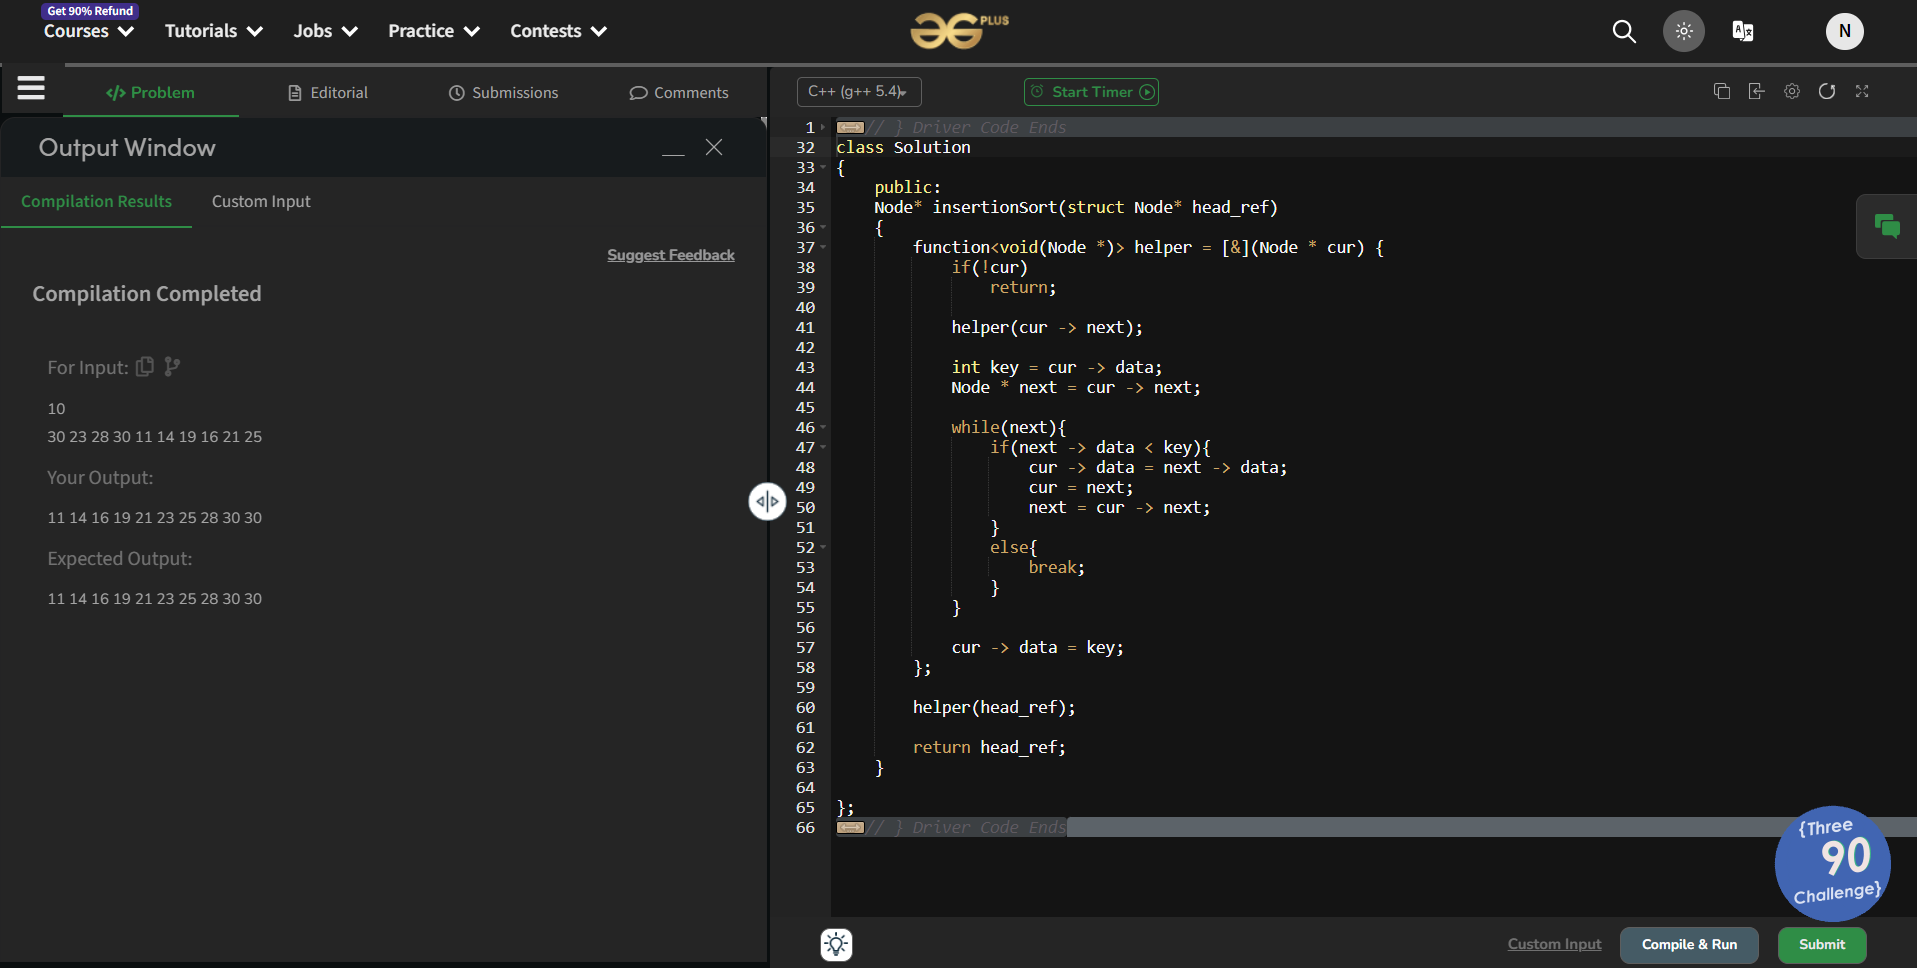 Get 90% Refund
Courses Tutorials Jobs Practice Contests
PLUS
N
</> Problem Editorial Submissions Comments
Output Window
Compilation Results Custom Input
Suggest Feedback
Compilation Completed
For Input:
10
30 23 28 30 11 14 19 16 21 25
Your Output:
11 14 16 19 21 23 25 28 30 30
Expected Output:
11 14 16 19 21 23 25 28 30 30
C++ (g++ 5.4) Start Timer
1 // } Driver Code Ends
32 class Solution
33 {
34     public:
35     Node* insertionSort(struct Node* head_ref)
36     {
37         function<void(Node *)> helper = [&](Node * cur) {
38             if(!cur)
39                 return;
40
41             helper(cur -> next);
42
43             int key = cur -> data;
44             Node * next = cur -> next;
45
46             while(next){
47                 if(next -> data < key){
48                     cur -> data = next -> data;
49                     cur = next;
50                     next = cur -> next;
51                 }
52                 else{
53                     break;
54                 }
55             }
56
57             cur -> data = key;
58         };
59
60         helper(head_ref);
61
62         return head_ref;
63     }
64
65 };
66 // } Driver Code Ends
{Three
90
Challenge}
Custom Input Compile & Run Submit